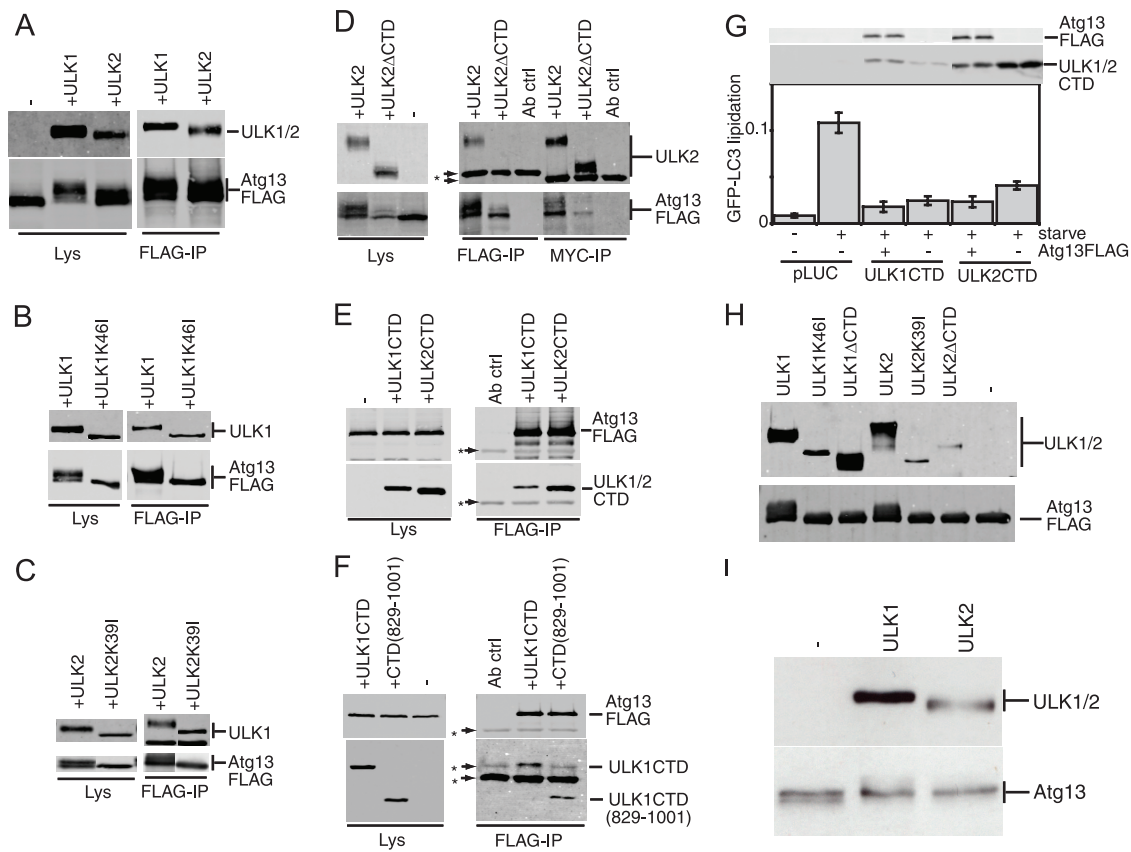 A
-
+ULK1
+ULK2
+ULK1
+ULK2
ULK1/2
Atg13
FLAG
Lys
FLAG-IP
B
+ULK1
+ULK1K46I
+ULK1
+ULK1K46I
ULK1
Atg13
FLAG
Lys
FLAG-IP
C
+ULK2
+ULK2K39I
+ULK2
+ULK2K39I
ULK1
Atg13
FLAG
Lys
FLAG-IP
D
+ULK2
+ULK2ΔCTD
-
+ULK2
+ULK2ΔCTD
Ab ctrl
+ULK2
+ULK2ΔCTD
Ab ctrl
*
ULK2
Atg13
FLAG
Lys
FLAG-IP
MYC-IP
E
-
+ULK1CTD
+ULK2CTD
Ab ctrl
+ULK1CTD
+ULK2CTD
*
Atg13
FLAG
*
ULK1/2
CTD
Lys
FLAG-IP
F
+ULK1CTD
+CTD(829-1001)
-
Ab ctrl
+ULK1CTD
+CTD(829-1001)
*
Atg13
FLAG
*
*
ULK1CTD
ULK1CTD
(829-1001)
Lys
FLAG-IP
G
Atg13
FLAG
ULK1/2
CTD
GFP-LC3 lipidation
0.1
0
- + + + + + starve
- - + - + - Atg13FLAG
pLUC ULK1CTD ULK2CTD
H
ULK1
ULK1K46I
ULK1ΔCTD
ULK2
ULK2K39I
ULK2ΔCTD
-
ULK1/2
Atg13
FLAG
I
-
ULK1
ULK2
ULK1/2
Atg13